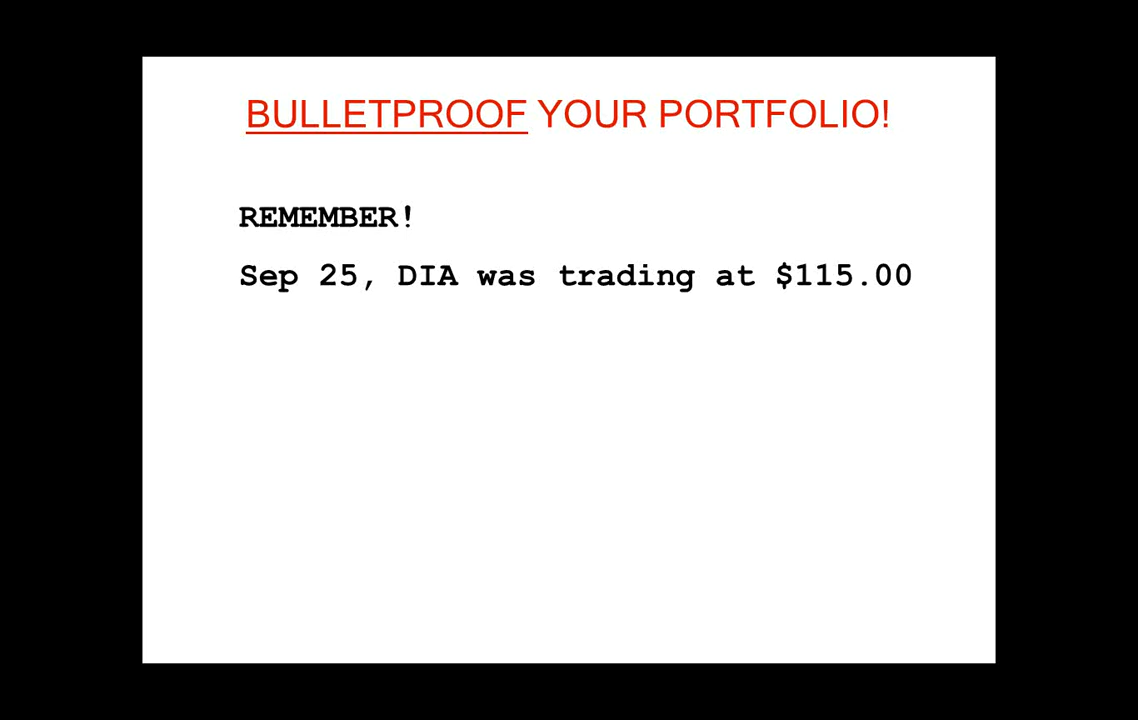 BULLETPROOF YOUR PORTFOLIO!
REMEMBER!
Sep 25, DIA was trading at $115.00